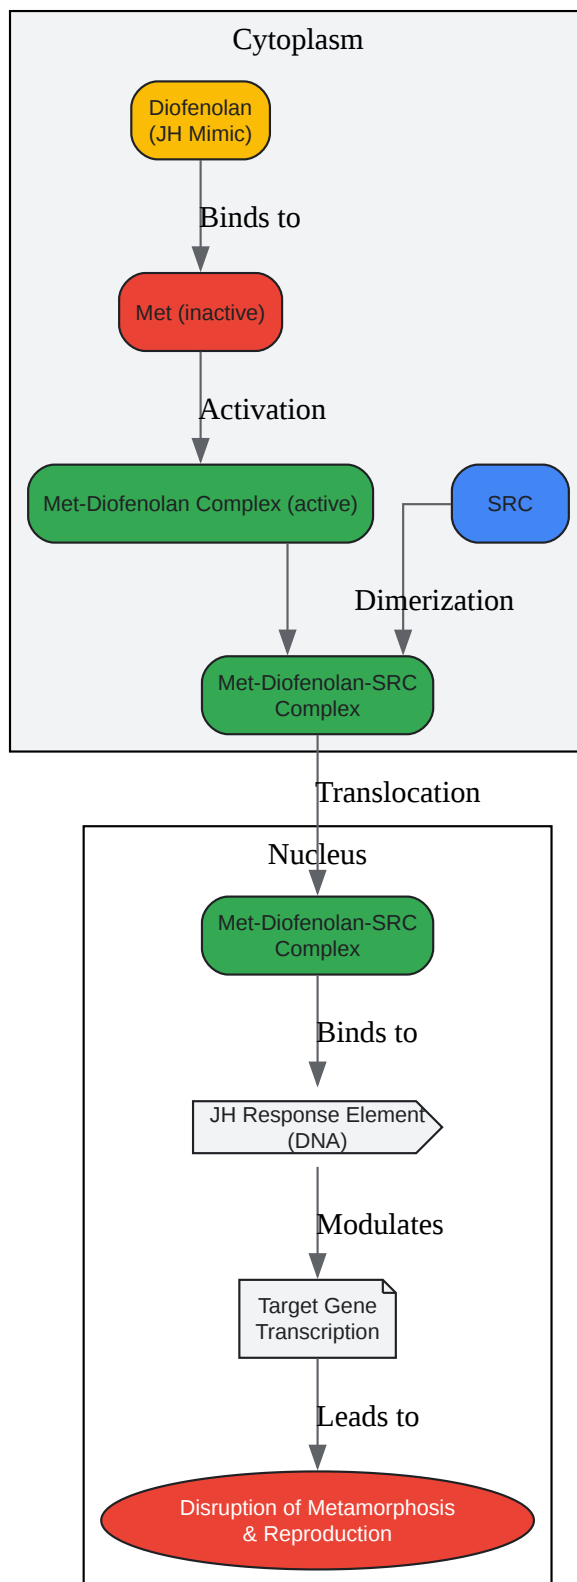 Cytoplasm
Diofenolan
(JH Mimic)
Binds to
Met (inactive)
Activation
Met-Diofenolan Complex (active)
SRC
Dimerization
Met-Diofenolan-SRC
Complex
Translocation
Nucleus
Met-Diofenolan-SRC
Complex
Binds to
JH Response Element
(DNA)
Modulates
Target Gene
Transcription
Leads to
Disruption of Metamorphosis
& Reproduction